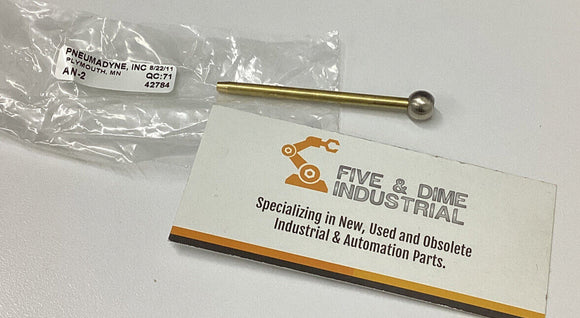 PNEUMADYNE, INC 8/22/11
PLYMOUTH, MN QC:71
AN-2 42784
FIVE & DIME
INDUSTRIAL
Specializing in New, Used and Obsolete
Industrial & Automation Parts.